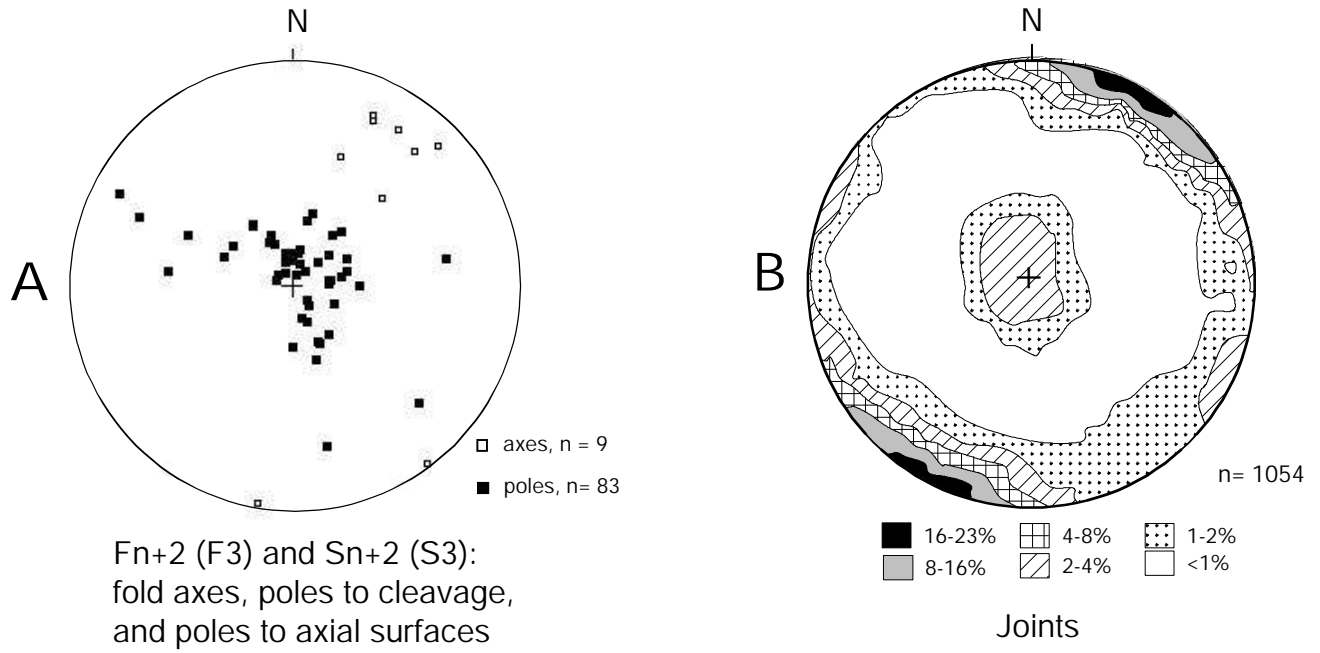 N
A
axes, n = 9
poles, n= 83
Fn+2 (F3) and Sn+2 (S3):
fold axes, poles to cleavage,
and poles to axial surfaces
N
B
n= 1054
16-23%
4-8%
1-2%
8-16%
2-4%
<1%
Joints